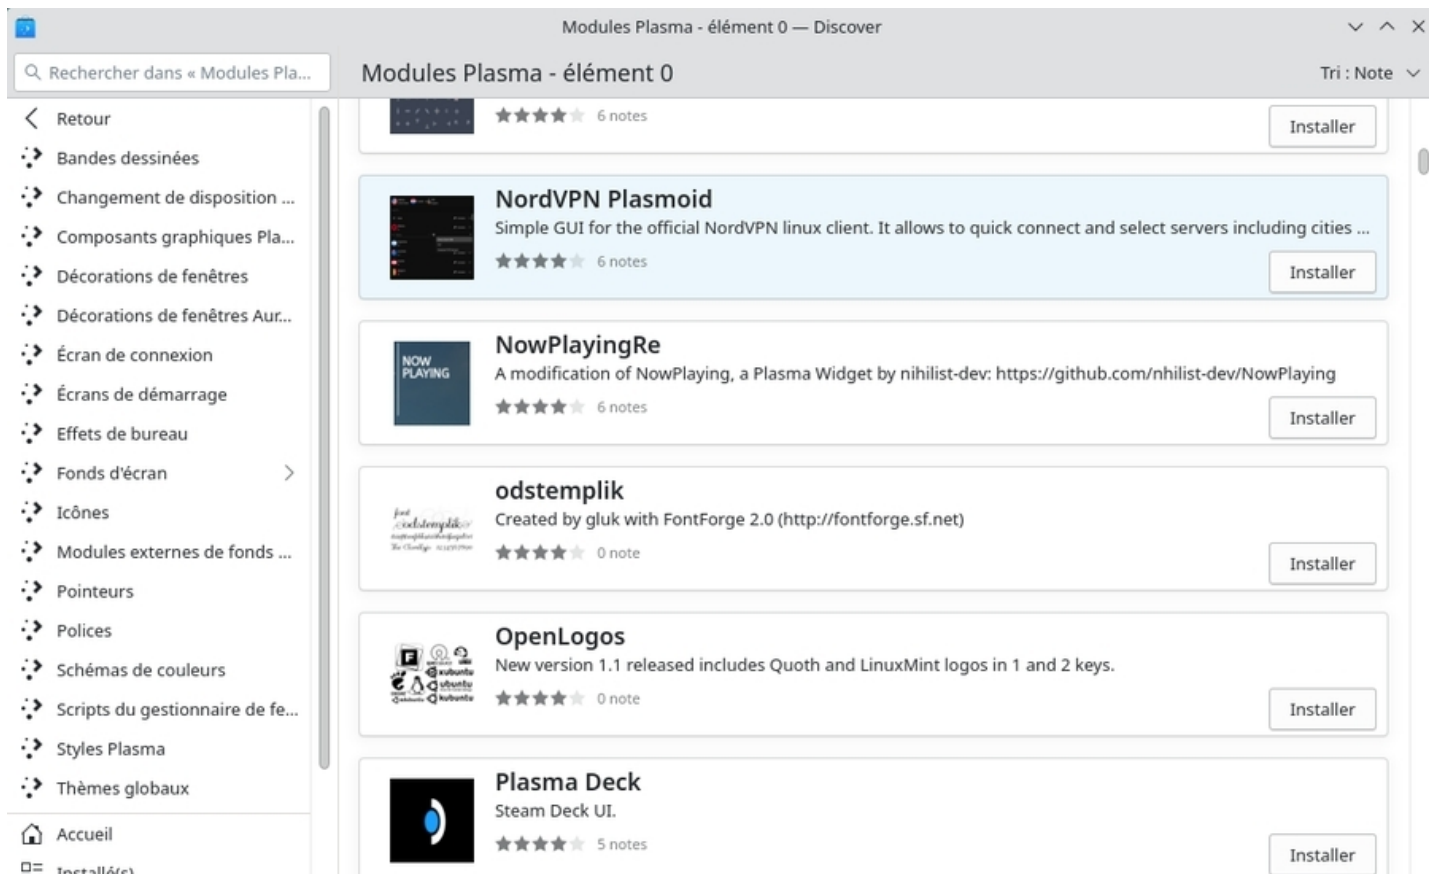 Modules Plasma - élément 0 — Discover
Rechercher dans « Modules Pla...
Modules Plasma - élément 0
Tri : Note
Retour
Bandes dessinées
Changement de disposition ...
Composants graphiques Pla...
Décorations de fenêtres
Décorations de fenêtres Aur...
Écran de connexion
Écrans de démarrage
Effets de bureau
Fonds d'écran
Icônes
Modules externes de fonds ...
Pointeurs
Polices
Schémas de couleurs
Scripts du gestionnaire de fe...
Styles Plasma
Thèmes globaux
Accueil
Installé(s)
6 notes
Installer
NordVPN Plasmoid
Simple GUI for the official NordVPN linux client. It allows to quick connect and select servers including cities ...
6 notes
Installer
NOW
PLAYING
NowPlayingRe
A modification of NowPlaying, a Plasma Widget by nihilist-dev: https://github.com/nhilist-dev/NowPlaying
6 notes
Installer
font
odstemplik
odstemplik
Created by gluk with FontForge 2.0 (http://fontforge.sf.net)
0 note
Installer
F
xubuntu
ubuntu
kubuntu
OpenLogos
New version 1.1 released includes Quoth and LinuxMint logos in 1 and 2 keys.
0 note
Installer
Plasma Deck
Steam Deck UI.
5 notes
Installer